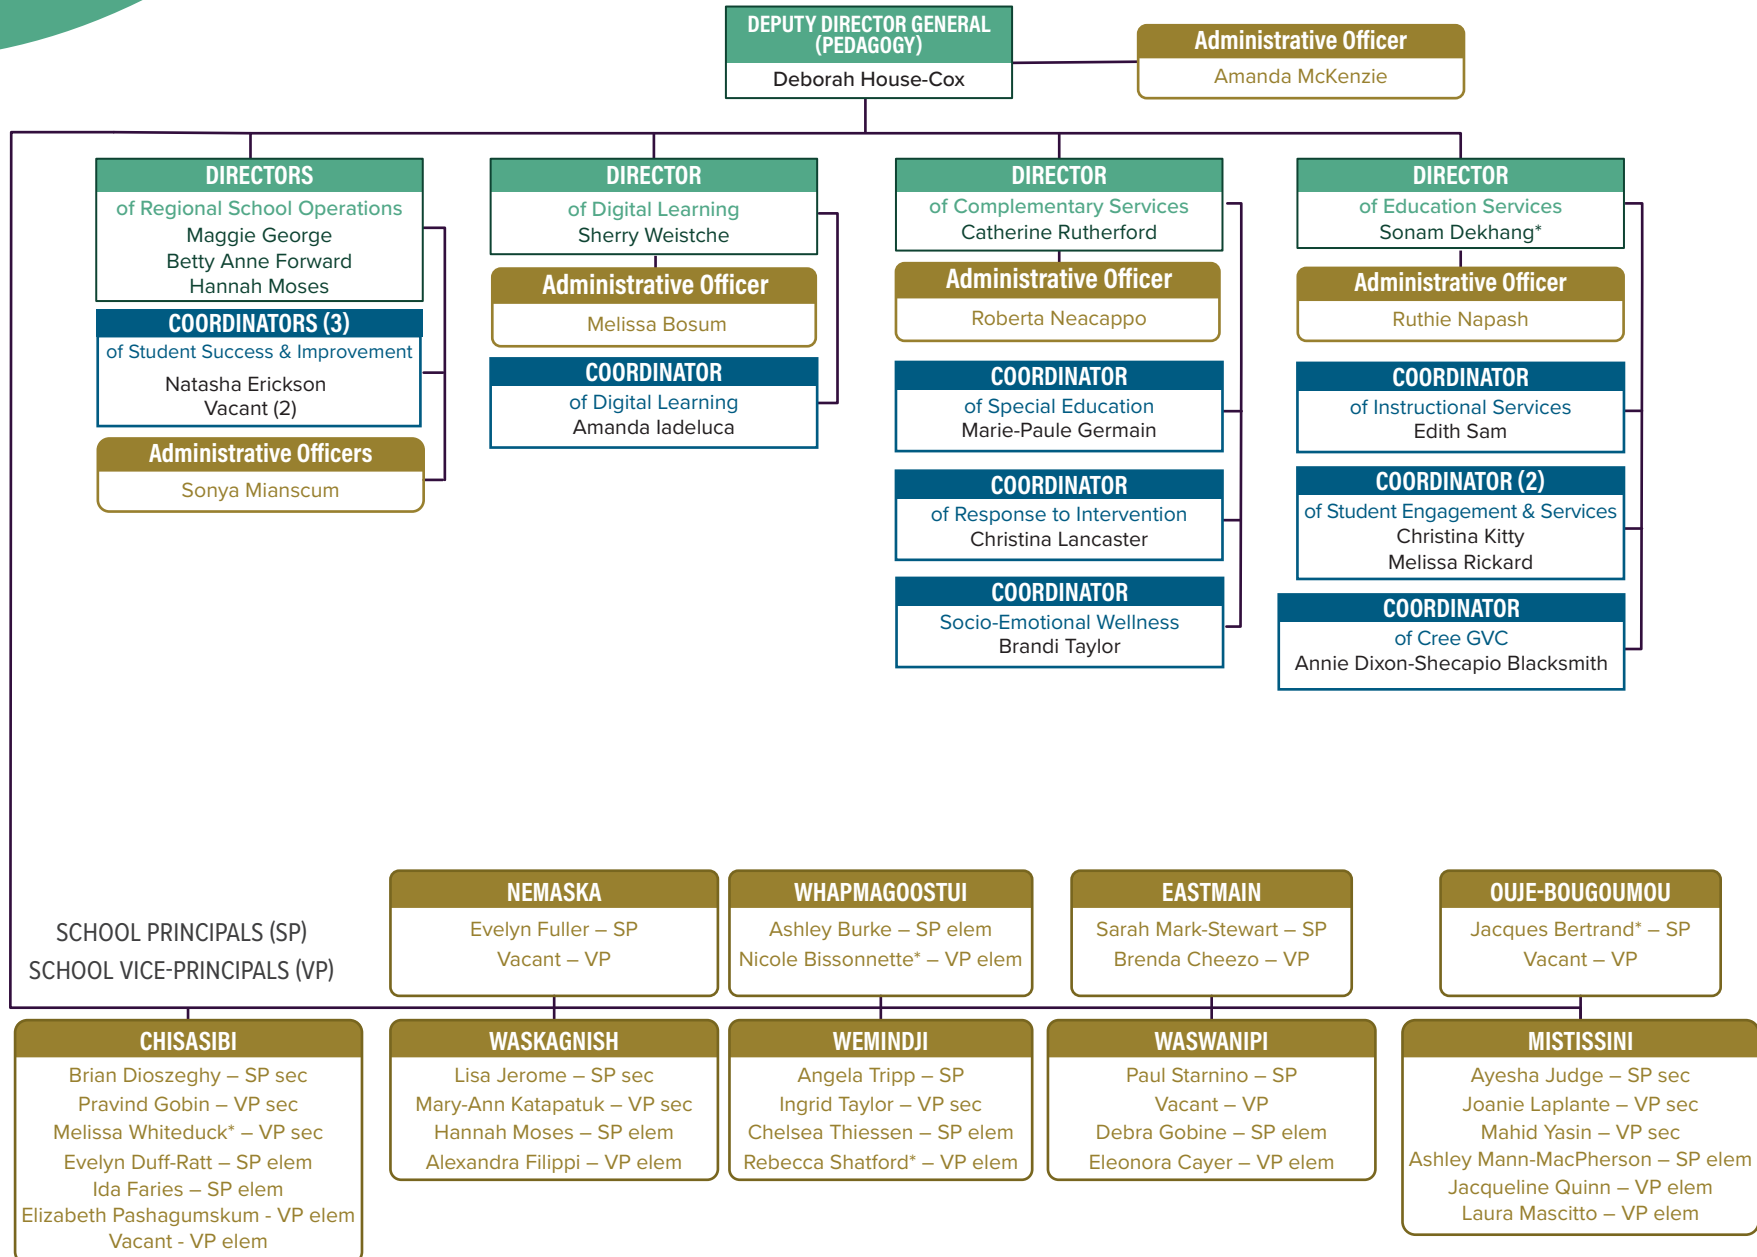 DEPUTY DIRECTOR GENERAL
(PEDAGOGY)
Deborah House-Cox
Administrative Officer
Amanda McKenzie
DIRECTORS
of Regional School Operations
Maggie George
Betty Anne Forward
Hannah Moses
COORDINATORS (3)
of Student Success & Improvement
Natasha Erickson
Vacant (2)
Administrative Officers
Sonya Mianscum
DIRECTOR
of Digital Learning
Sherry Weistche
Administrative Officer
Melissa Bosum
COORDINATOR
of Digital Learning
Amanda Iadeluca
DIRECTOR
of Complementary Services
Catherine Rutherford
Administrative Officer
Roberta Neacappo
COORDINATOR
of Special Education
Marie-Paule Germain
COORDINATOR
of Response to Intervention
Christina Lancaster
COORDINATOR
Socio-Emotional Wellness
Brandi Taylor
DIRECTOR
of Education Services
Sonam Dekhang*
Administrative Officer
Ruthie Napash
COORDINATOR
of Instructional Services
Edith Sam
COORDINATOR (2)
of Student Engagement & Services
Christina Kitty
Melissa Rickard
COORDINATOR
of Cree GVC
Annie Dixon-Shecapio Blacksmith
SCHOOL PRINCIPALS (SP)
SCHOOL VICE-PRINCIPALS (VP)
NEMASKA
Evelyn Fuller – SP
Vacant – VP
WHAPMAGOOSTUI
Ashley Burke – SP elem
Nicole Bissonnette* – VP elem
EASTMAIN
Sarah Mark-Stewart – SP
Brenda Cheezo – VP
OUJE-BOUGOUMOU
Jacques Bertrand* – SP
Vacant – VP
CHISASIBI
Brian Dioszeghy – SP sec
Pravind Gobin – VP sec
Melissa Whiteduck* – VP sec
Evelyn Duff-Ratt – SP elem
Ida Faries – SP elem
Elizabeth Pashagumskum - VP elem
Vacant - VP elem
WASKAGNISH
Lisa Jerome – SP sec
Mary-Ann Katapatuk – VP sec
Hannah Moses – SP elem
Alexandra Filippi – VP elem
WEMINDJI
Angela Tripp – SP
Ingrid Taylor – VP sec
Chelsea Thiessen – SP elem
Rebecca Shatford* – VP elem
WASWANIPI
Paul Starnino – SP
Vacant – VP
Debra Gobine – SP elem
Eleonora Cayer – VP elem
MISTISSINI
Ayesha Judge – SP sec
Joanie Laplante – VP sec
Mahid Yasin – VP sec
Ashley Mann-MacPherson – SP elem
Jacqueline Quinn – VP elem
Laura Mascitto – VP elem